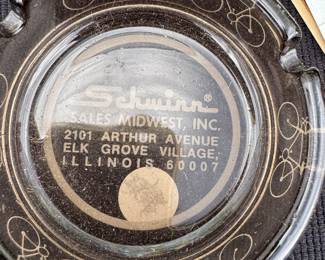 Schwinn®
SALES MIDWEST, INC.
2101 ARTHUR AVENUE
ELK GROVE VILLAGE,
ILLINOIS 60007